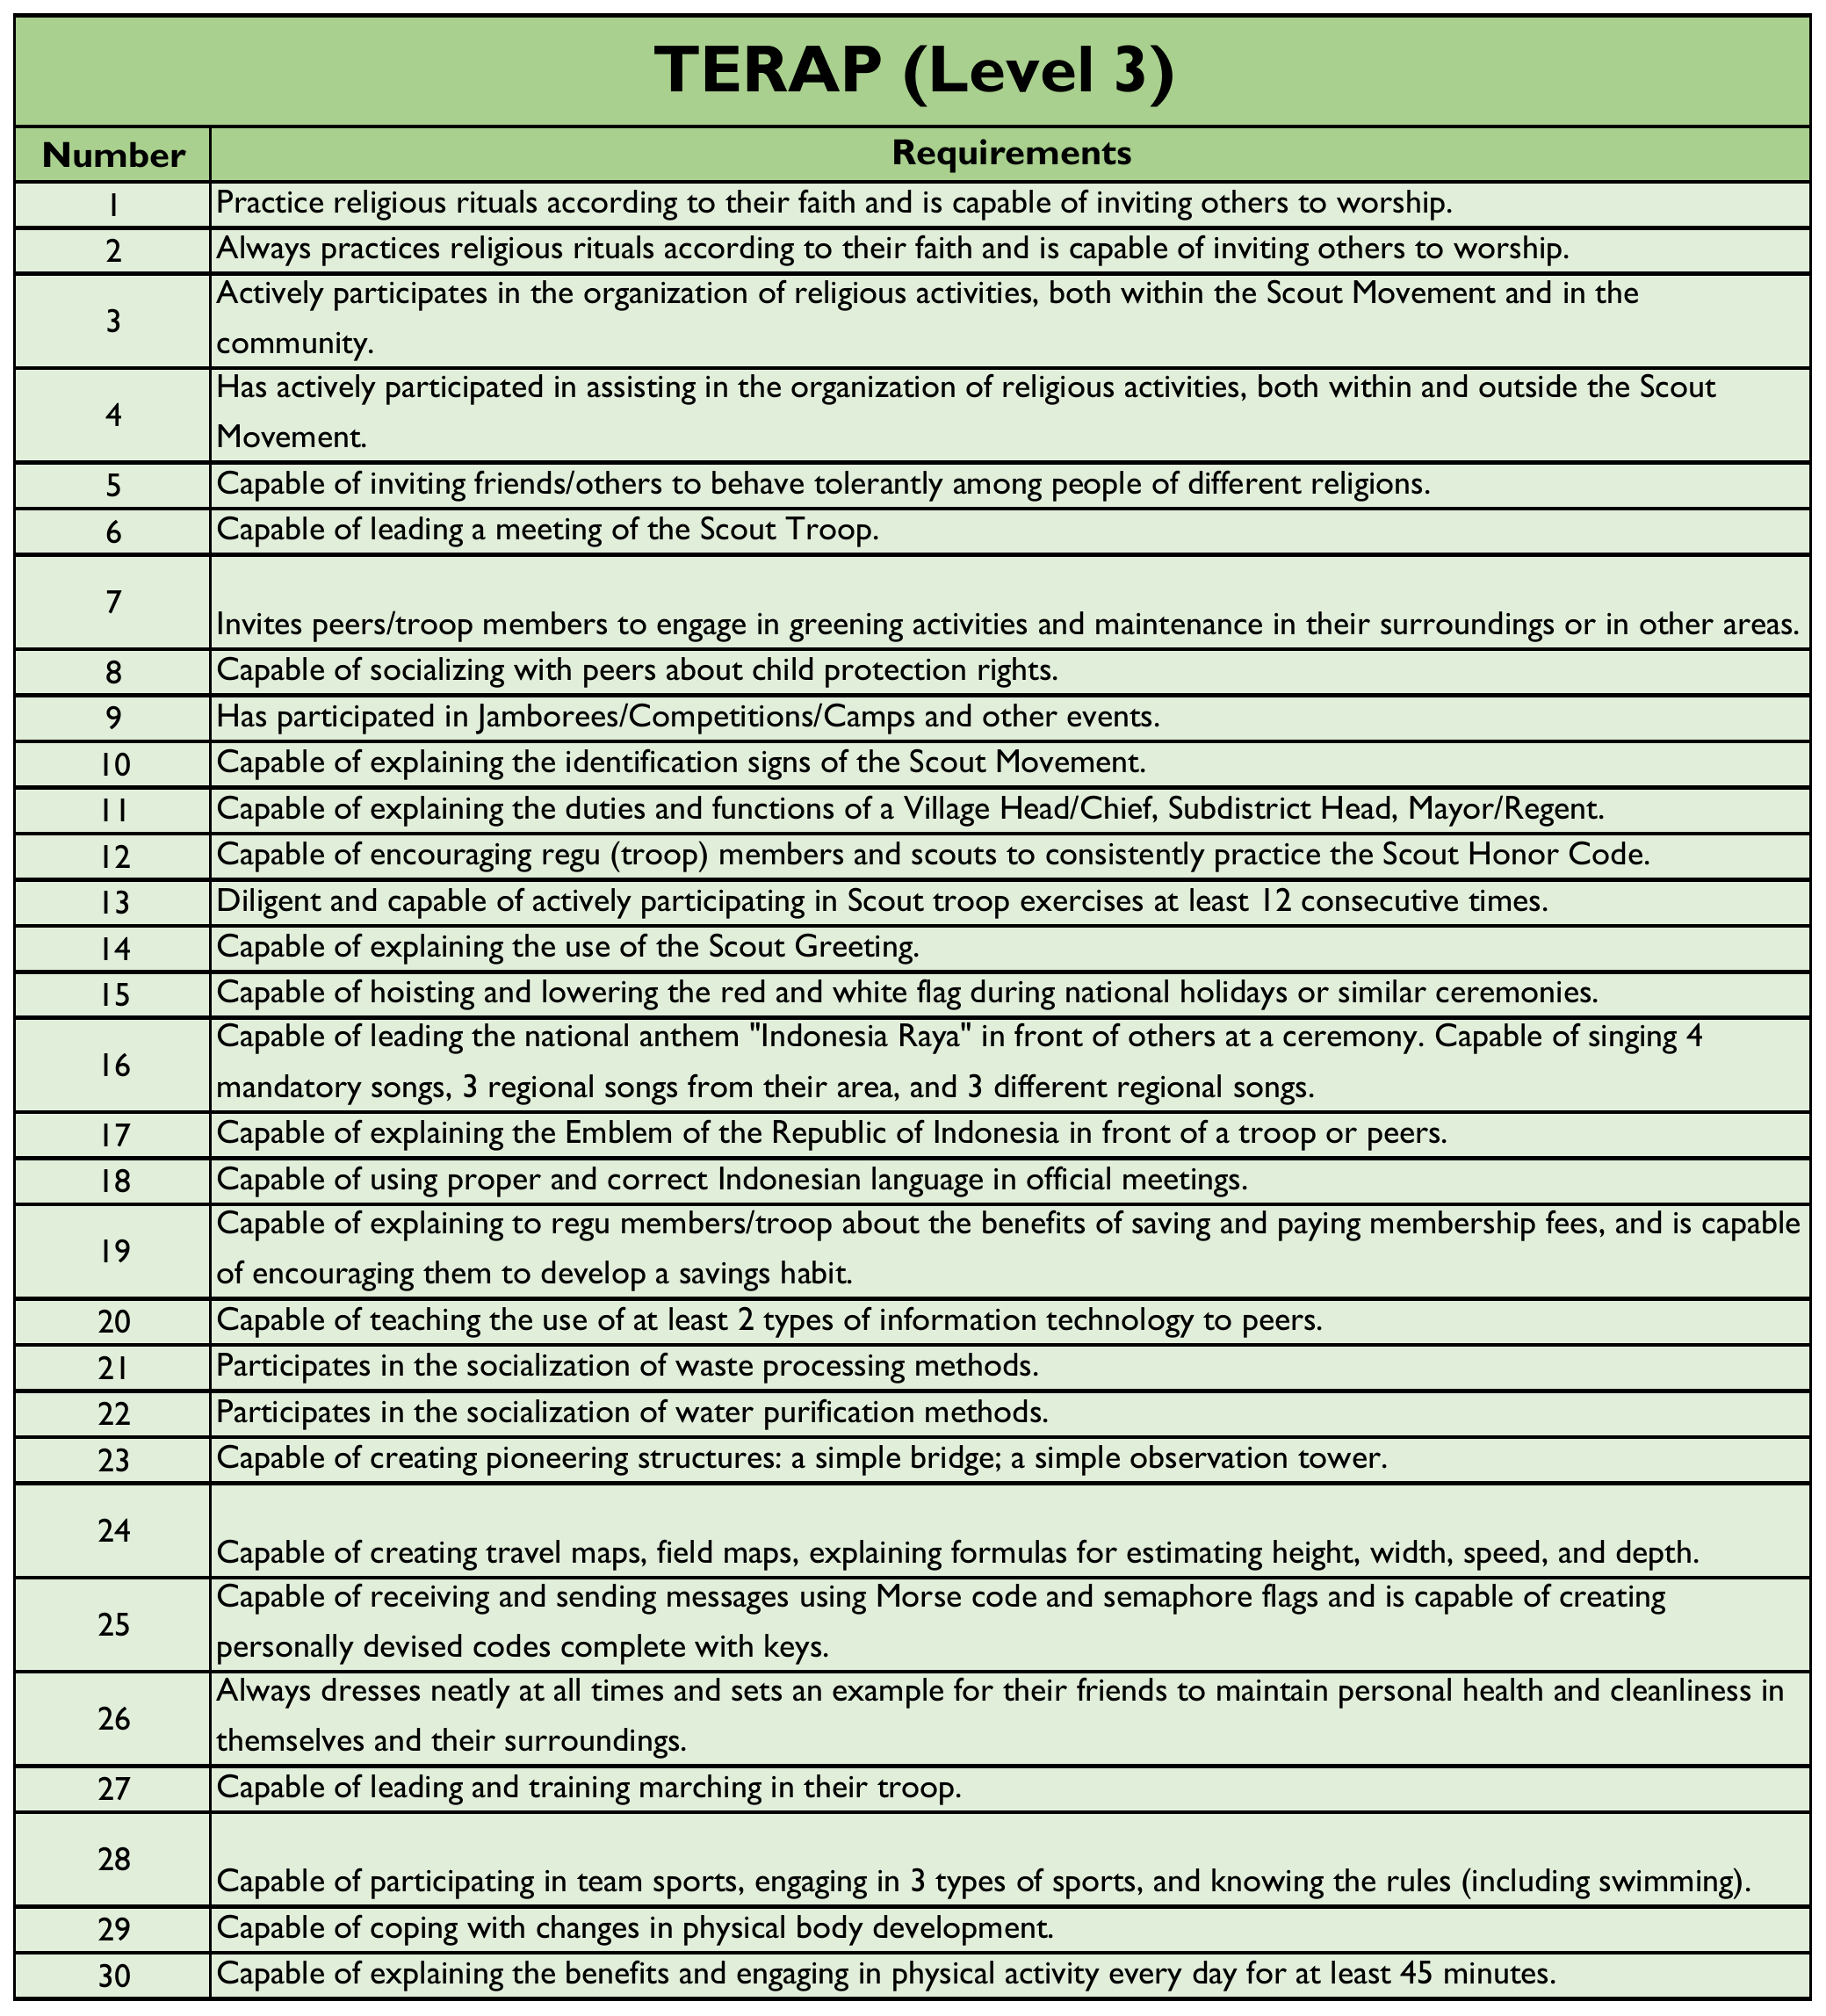 TERAP (Level 3)
Number Requirements
1 Practice religious rituals according to their faith and is capable of inviting others to worship.
2 Always practices religious rituals according to their faith and is capable of inviting others to worship.
3 Actively participates in the organization of religious activities, both within the Scout Movement and in the
community.
4 Has actively participated in assisting in the organization of religious activities, both within and outside the Scout
Movement.
5 Capable of inviting friends/others to behave tolerantly among people of different religions.
6 Capable of leading a meeting of the Scout Troop.
7 Invites peers/troop members to engage in greening activities and maintenance in their surroundings or in other areas.
8 Capable of socializing with peers about child protection rights.
9 Has participated in Jamborees/Competitions/Camps and other events.
10 Capable of explaining the identification signs of the Scout Movement.
11 Capable of explaining the duties and functions of a Village Head/Chief, Subdistrict Head, Mayor/Regent.
12 Capable of encouraging regu (troop) members and scouts to consistently practice the Scout Honor Code.
13 Diligent and capable of actively participating in Scout troop exercises at least 12 consecutive times.
14 Capable of explaining the use of the Scout Greeting.
15 Capable of hoisting and lowering the red and white flag during national holidays or similar ceremonies.
16 Capable of leading the national anthem "Indonesia Raya" in front of others at a ceremony. Capable of singing 4
mandatory songs, 3 regional songs from their area, and 3 different regional songs.
17 Capable of explaining the Emblem of the Republic of Indonesia in front of a troop or peers.
18 Capable of using proper and correct Indonesian language in official meetings.
19 Capable of explaining to regu members/troop about the benefits of saving and paying membership fees, and is capable
of encouraging them to develop a savings habit.
20 Capable of teaching the use of at least 2 types of information technology to peers.
21 Participates in the socialization of waste processing methods.
22 Participates in the socialization of water purification methods.
23 Capable of creating pioneering structures: a simple bridge; a simple observation tower.
24 Capable of creating travel maps, field maps, explaining formulas for estimating height, width, speed, and depth.
25 Capable of receiving and sending messages using Morse code and semaphore flags and is capable of creating
personally devised codes complete with keys.
26 Always dresses neatly at all times and sets an example for their friends to maintain personal health and cleanliness in
themselves and their surroundings.
27 Capable of leading and training marching in their troop.
28 Capable of participating in team sports, engaging in 3 types of sports, and knowing the rules (including swimming).
29 Capable of coping with changes in physical body development.
30 Capable of explaining the benefits and engaging in physical activity every day for at least 45 minutes.